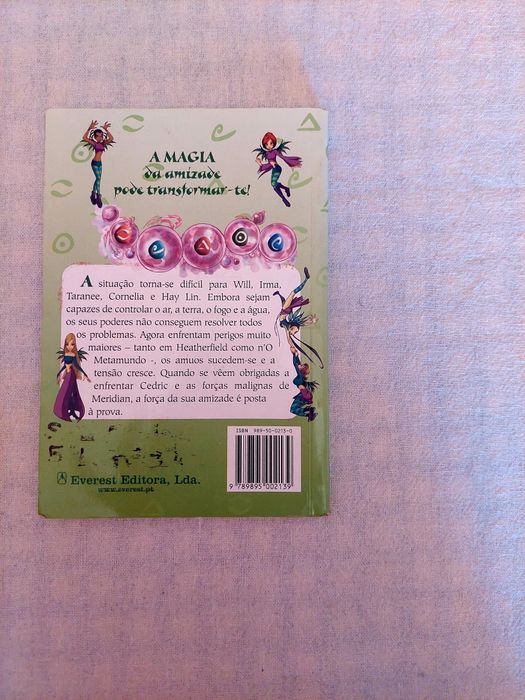 A MAGIA
da amizade
pode transformar-te!
A situação torna-se difícil para Will, Irma,
Taranee, Cornelia e Hay Lin. Embora sejam
capazes de controlar o ar, a terra, o fogo e a água,
os seus poderes não conseguem resolver todos
os problemas. Agora enfrentam perigos muito
maiores – tanto em Heatherfield como n'O
Metamundo -, os amuos sucedem-se e a
tensão cresce. Quando se vêem obrigadas a
enfrentar Cedric e as forças malignas de
Meridian, a força da sua amizade é posta
à prova.
ISBN 989-50-0213-0
9 789895 002139
Everest Editora, Lda.
www.everest.pt